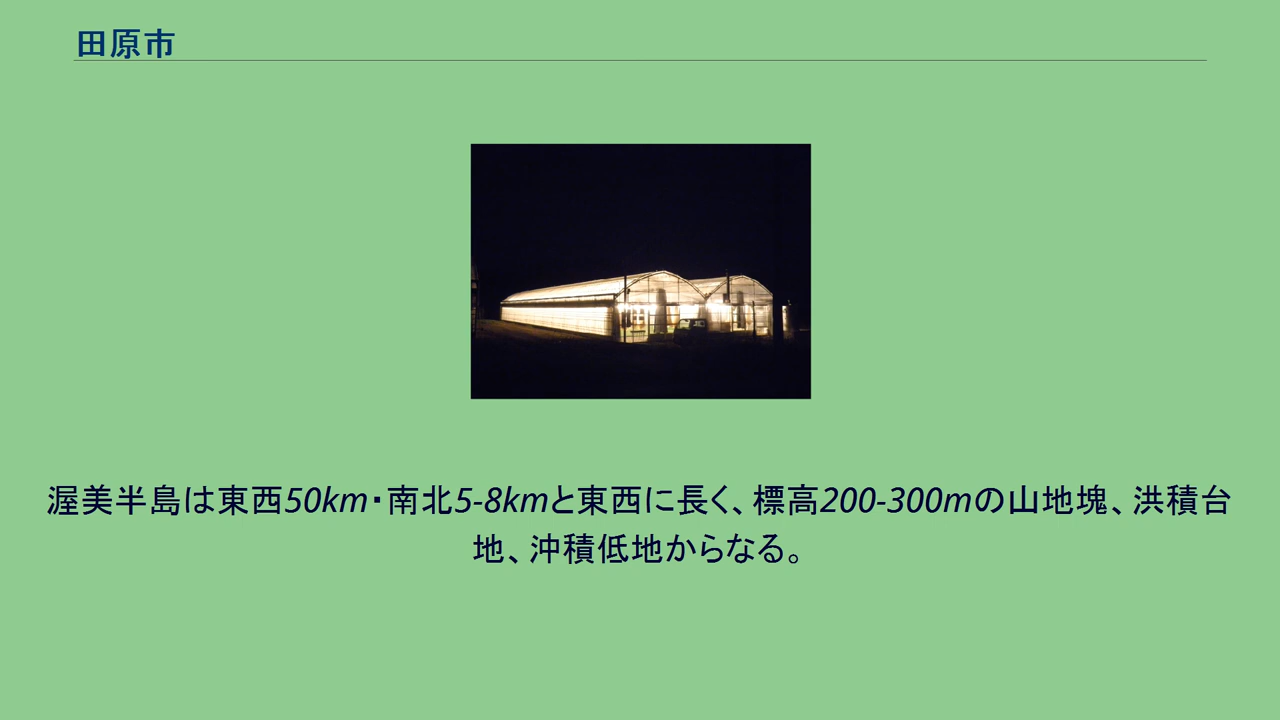 田原市
渥美半島は東西50km・南北5-8kmと東西に長く、標高200-300mの山地塊、洪積台
地、沖積低地からなる。